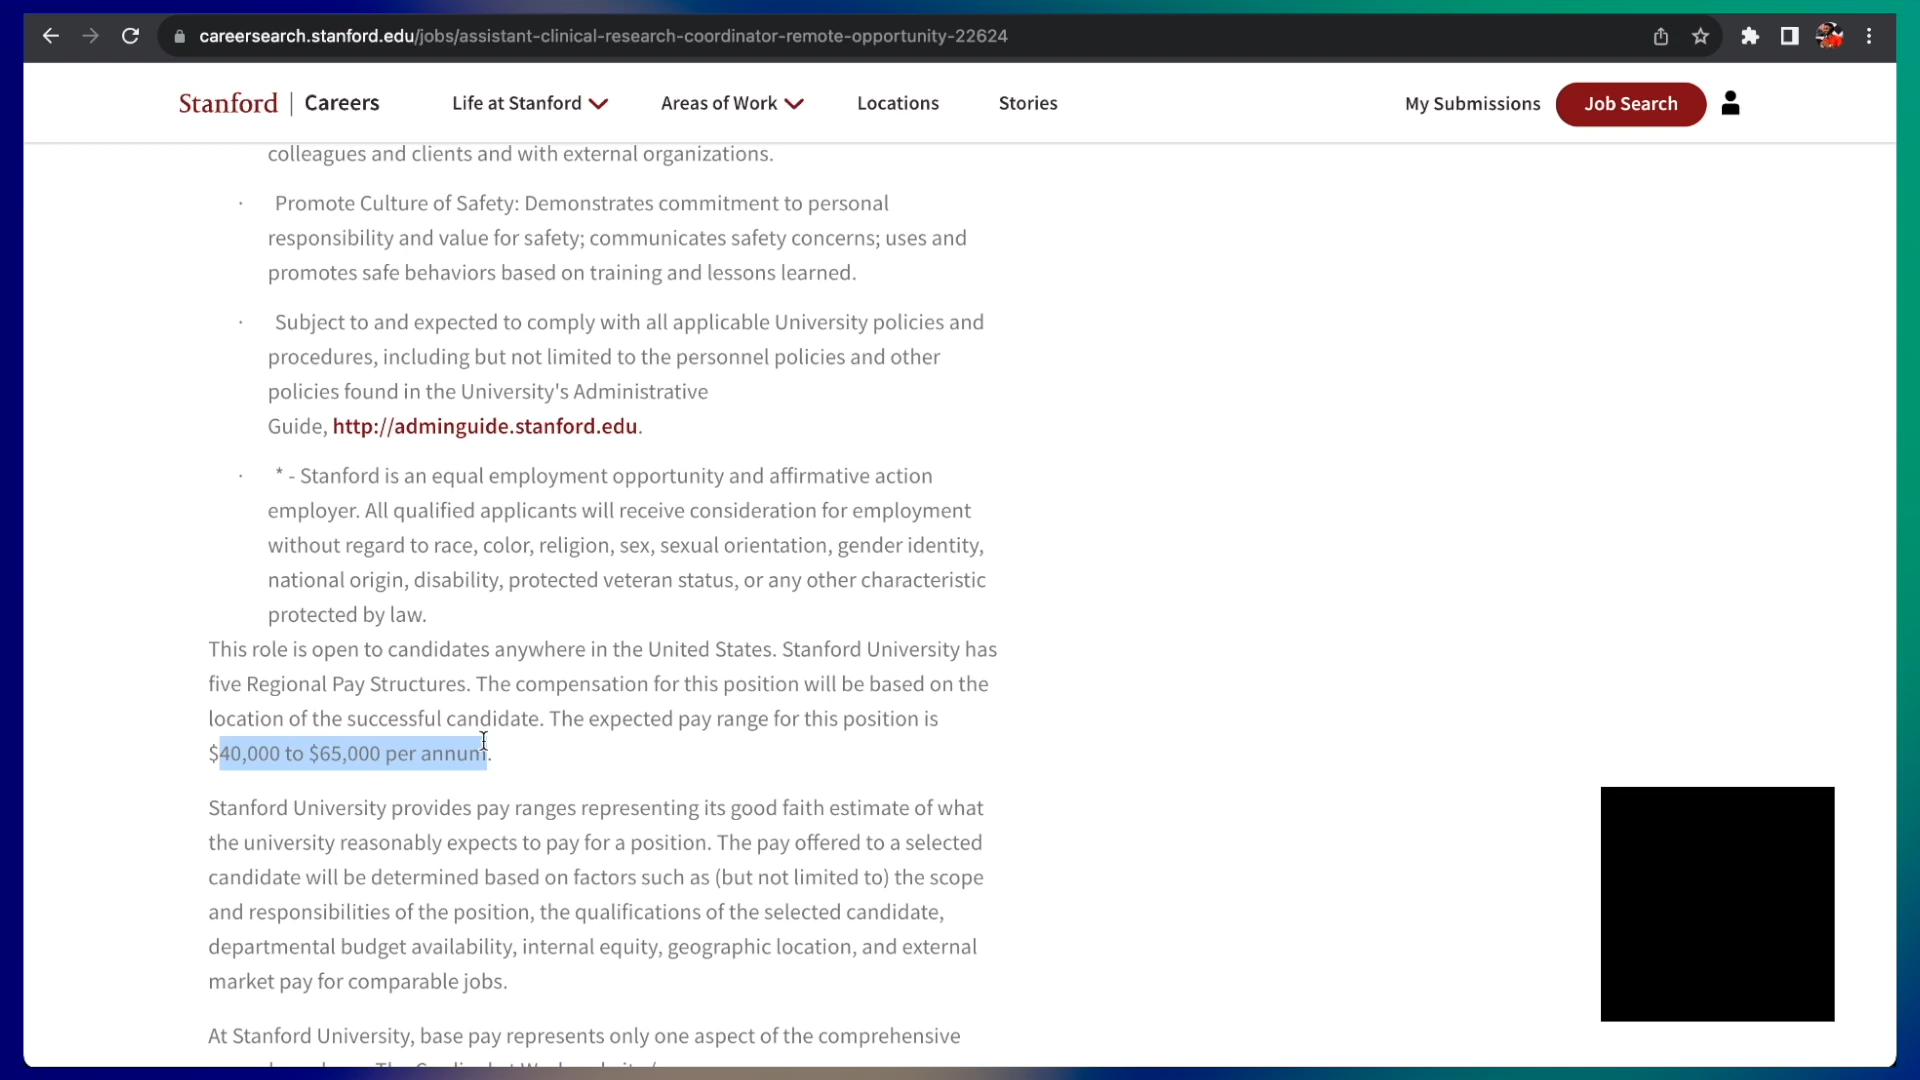 careersearch.stanford.edu/jobs/assistant-clinical-research-coordinator-remote-opportunity-22624
Stanford | Careers
Life at Stanford
Areas of Work
Locations
Stories
My Submissions
Job Search
colleagues and clients and with external organizations.
· Promote Culture of Safety: Demonstrates commitment to personal
responsibility and value for safety; communicates safety concerns; uses and
promotes safe behaviors based on training and lessons learned.
· Subject to and expected to comply with all applicable University policies and
procedures, including but not limited to the personnel policies and other
policies found in the University's Administrative
Guide, http://adminguide.stanford.edu.
· * - Stanford is an equal employment opportunity and affirmative action
employer. All qualified applicants will receive consideration for employment
without regard to race, color, religion, sex, sexual orientation, gender identity,
national origin, disability, protected veteran status, or any other characteristic
protected by law.
This role is open to candidates anywhere in the United States. Stanford University has
five Regional Pay Structures. The compensation for this position will be based on the
location of the successful candidate. The expected pay range for this position is
$40,000 to $65,000 per annum.
Stanford University provides pay ranges representing its good faith estimate of what
the university reasonably expects to pay for a position. The pay offered to a selected
candidate will be determined based on factors such as (but not limited to) the scope
and responsibilities of the position, the qualifications of the selected candidate,
departmental budget availability, internal equity, geographic location, and external
market pay for comparable jobs.
At Stanford University, base pay represents only one aspect of the comprehensive